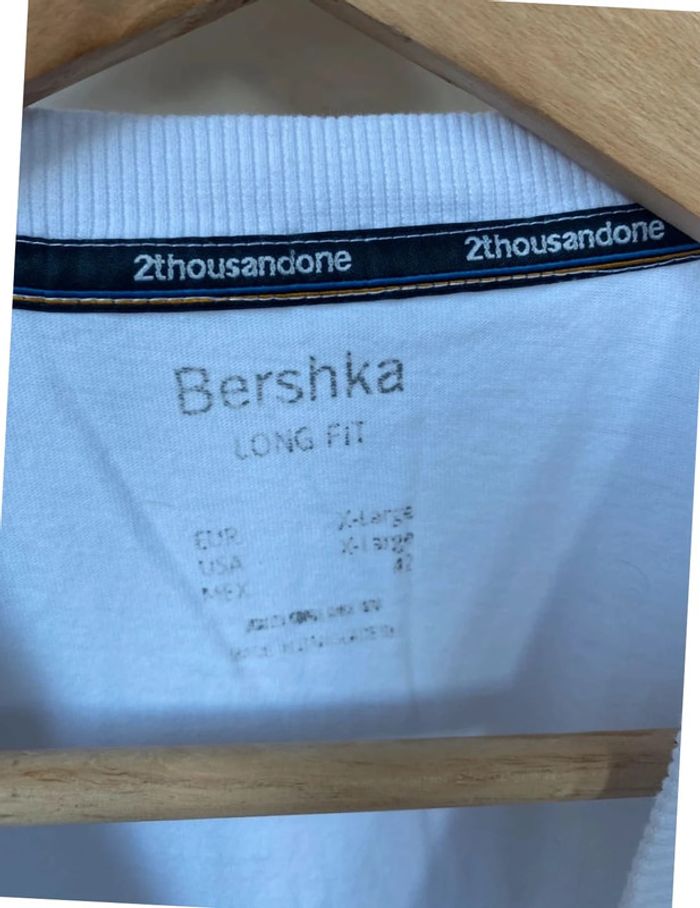 2thousandone 2thousandone
Bershka
LONG FIT
EUR X-Large
USA X-Large
MEX 42